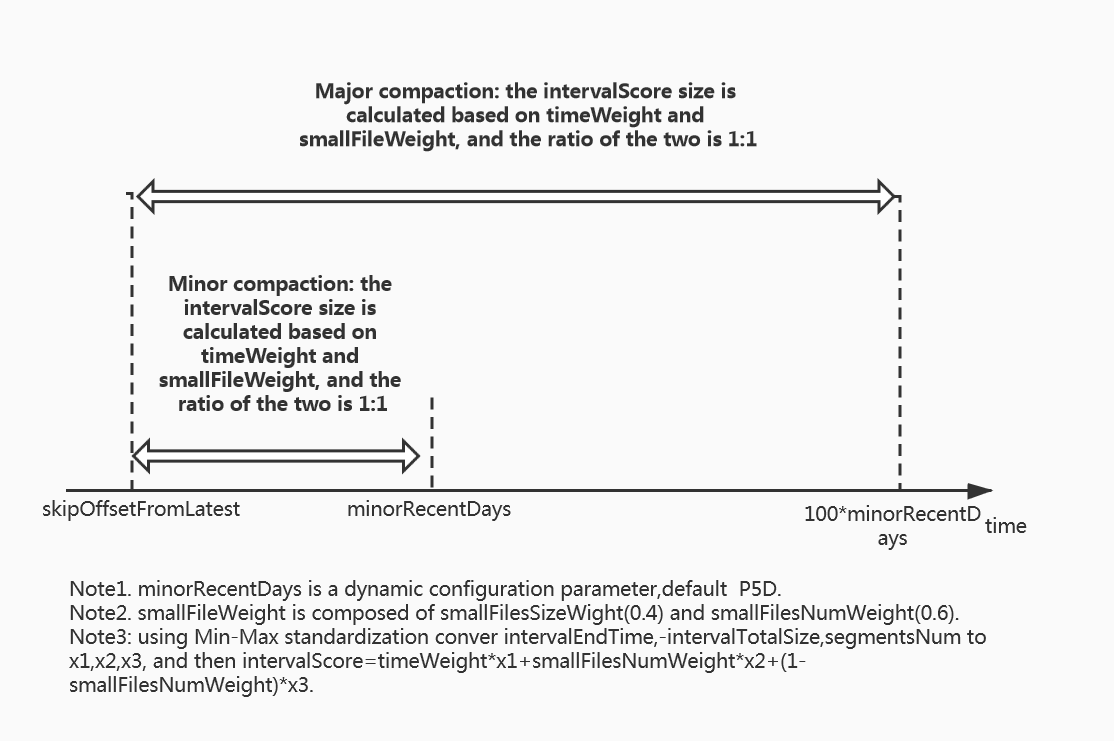 Major compaction: the intervalScore size is
calculated based on timeWeight and
smallFileWeight, and the ratio of the two is 1:1
Minor compaction: the
intervalScore size is
calculated based on
timeWeight and
smallFileWeight, and the
ratio of the two is 1:1
skipOffsetFromLatest
minorRecentDays
100*minorRecentD
ays
time
Note1. minorRecentDays is a dynamic configuration parameter,default P5D.
Note2. smallFileWeight is composed of smallFilesSizeWight(0.4) and smallFilesNumWeight(0.6).
Note3: using Min-Max standardization conver intervalEndTime,-intervalTotalSize,segmentsNum to
x1,x2,x3, and then intervalScore=timeWeight*x1+smallFilesNumWeight*x2+(1-
smallFilesNumWeight)*x3.